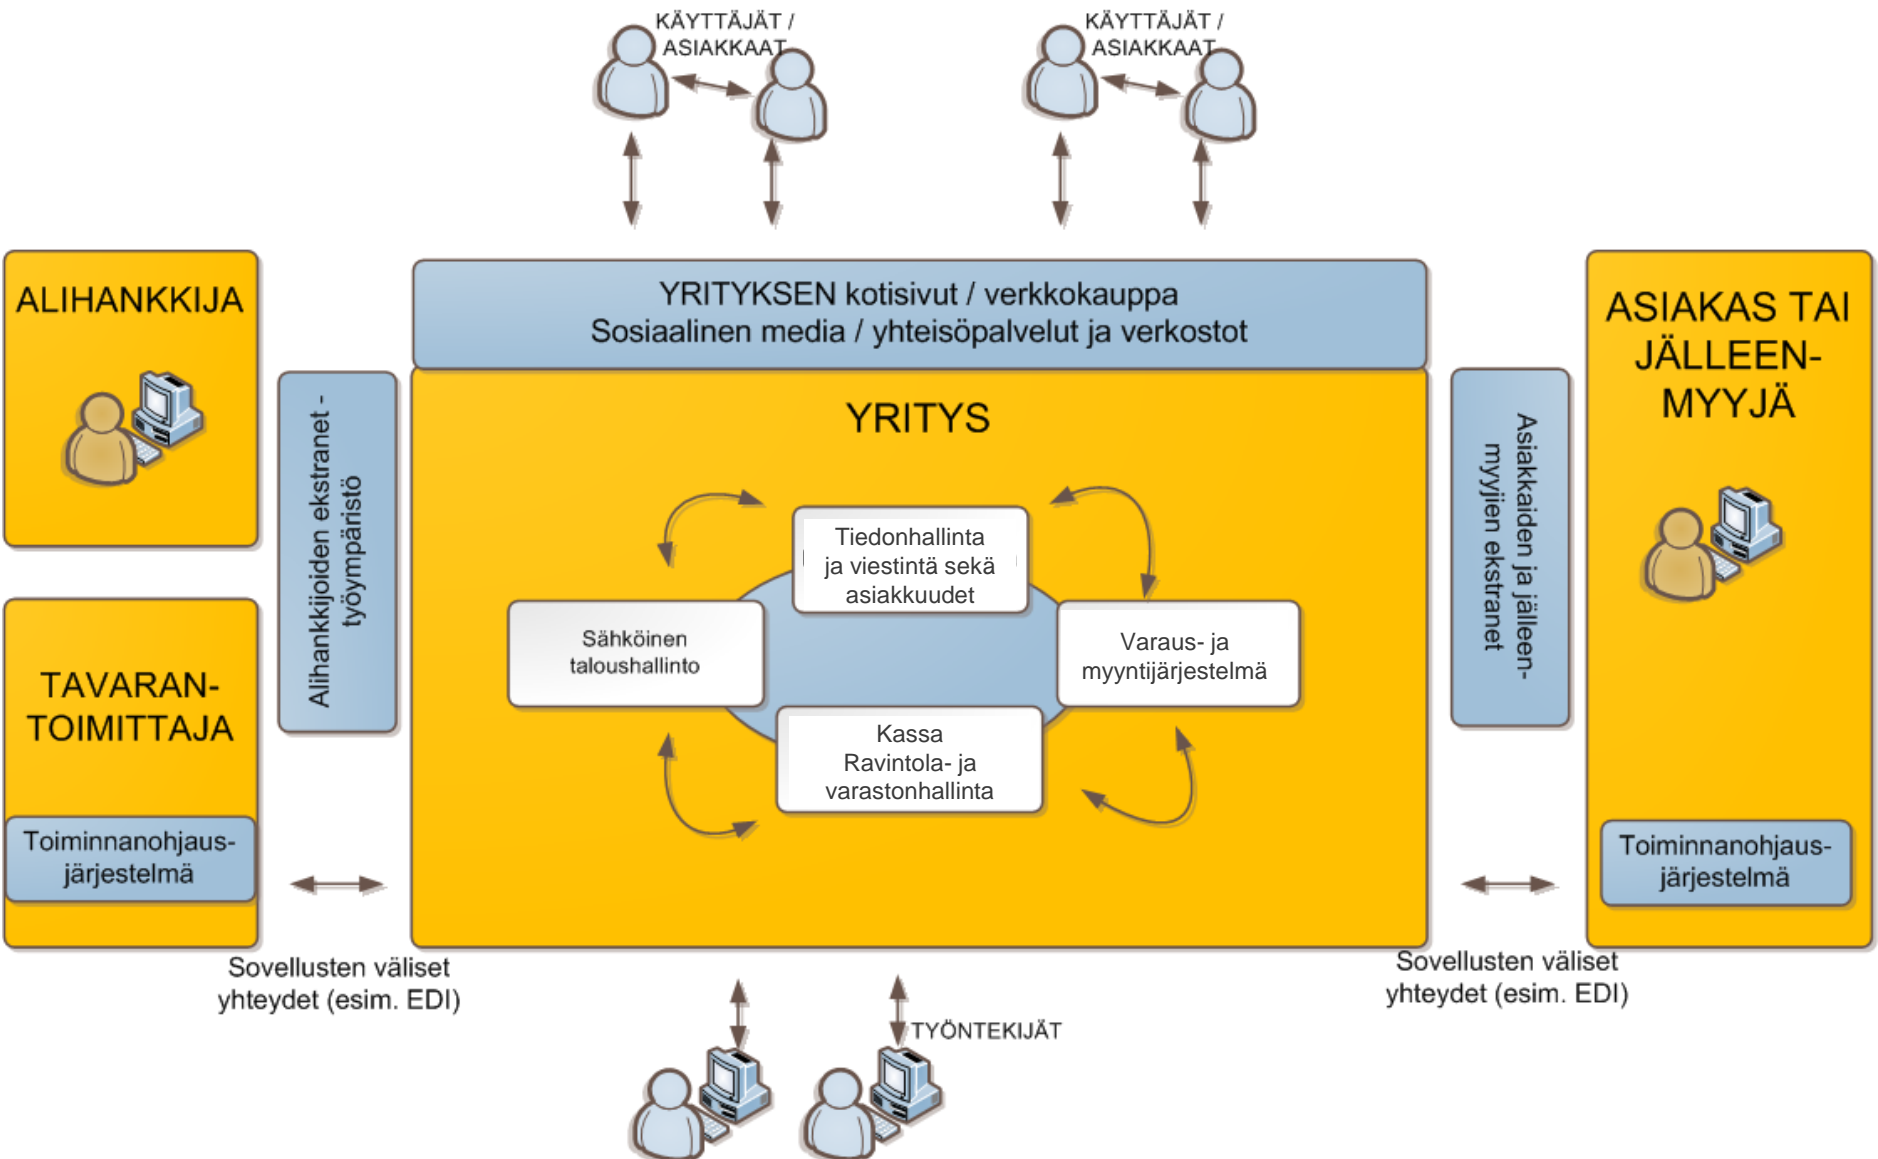 KÄYTTÄJÄT /
ASIAKKAAT
KÄYTTÄJÄT /
ASIAKKAAT
ALIHANKKIJA
YRITYKSEN kotisivut / verkkokauppa
Sosiaalinen media / yhteisöpalvelut ja verkostot
ASIAKAS TAI
JÄLLEEN-
MYYJÄ
Alihankkijoiden ekstranet -
työympäristö
YRITYS
Asiakkaiden ja jälleen-
myyjien ekstranet
Tiedonhallinta
ja viestintä sekä
asiakkuudet
Sähköinen
taloushallinto
Varaus- ja
myyntijärjestelmä
Kassa
Ravintola- ja
varastonhallinta
TAVARAN-
TOIMITTAJA
Toiminnanohjaus-
järjestelmä
Toiminnanohjaus-
järjestelmä
Sovellusten väliset
yhteydet (esim. EDI)
Sovellusten väliset
yhteydet (esim. EDI)
TYÖNTEKIJÄT